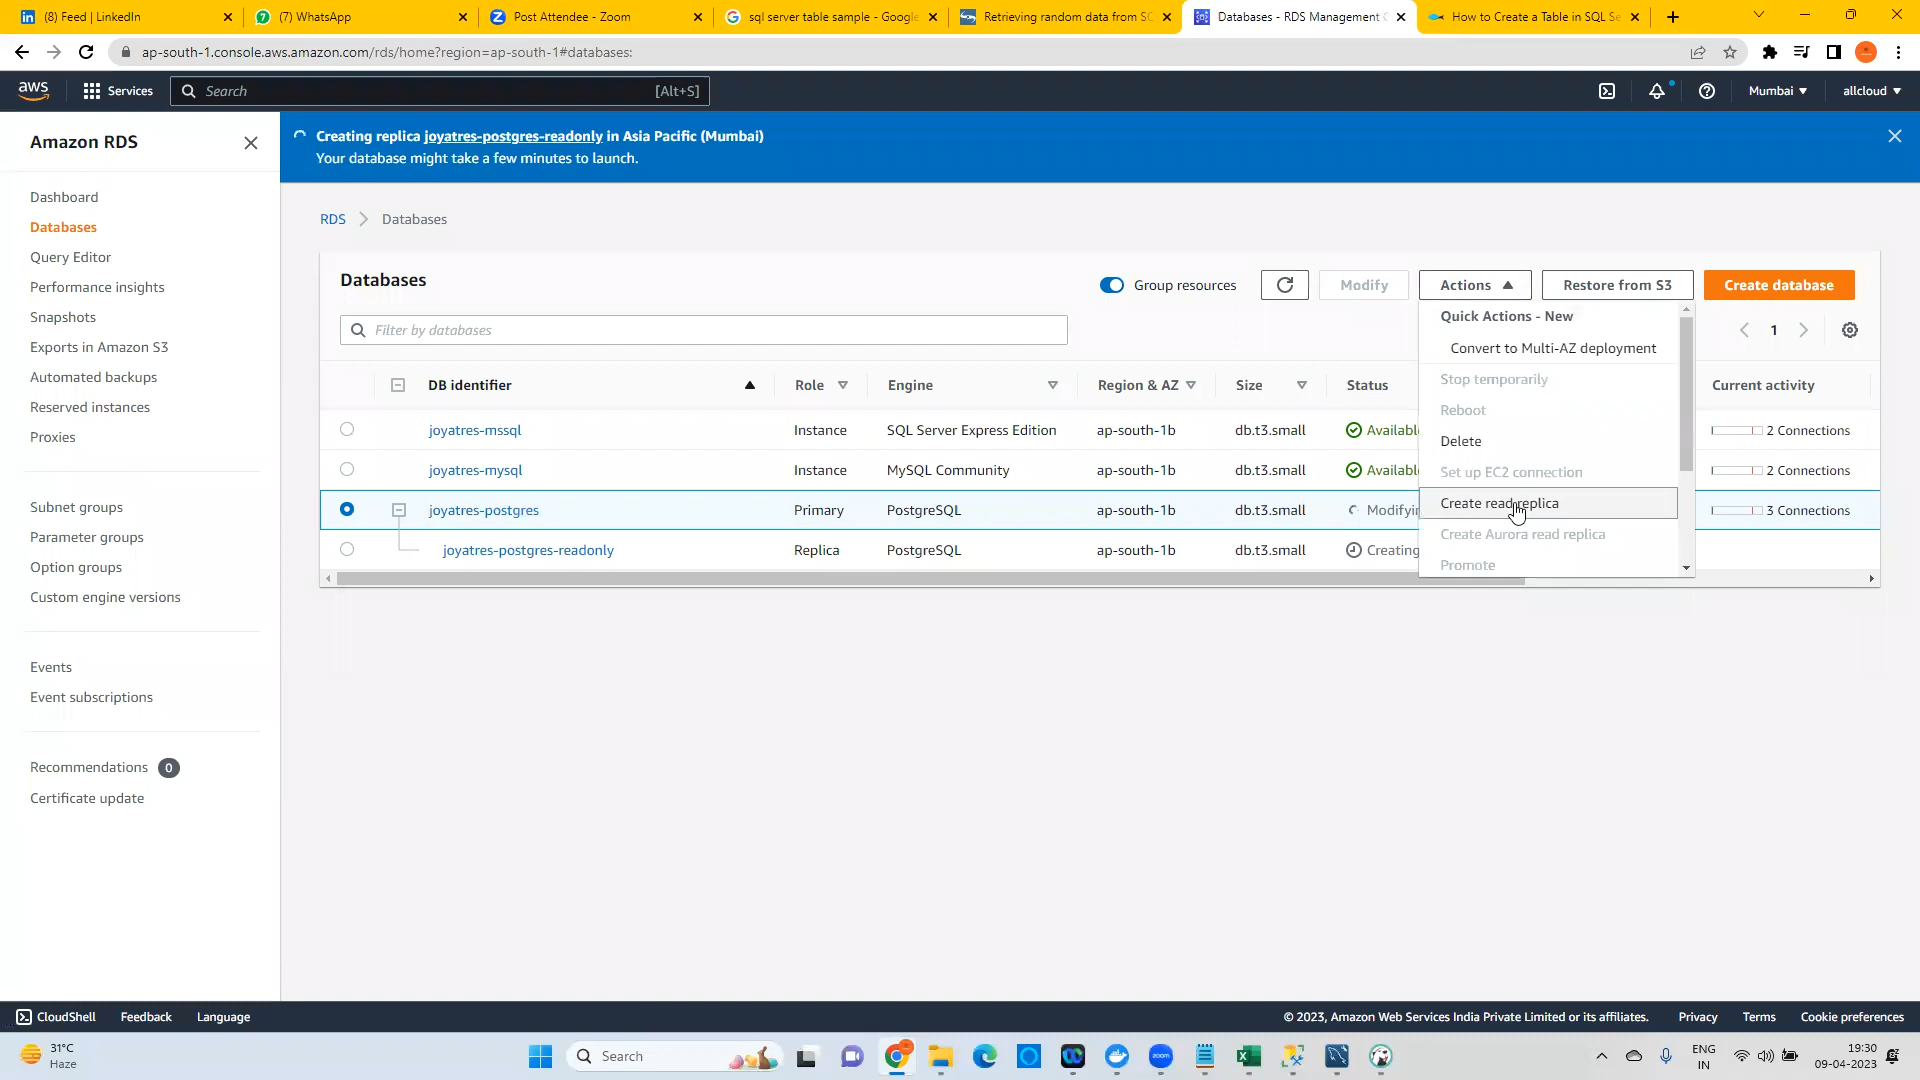 (8) Feed | LinkedIn
(7) WhatsApp
Post Attendee - Zoom
sql server table sample - Google
Retrieving random data from SC
Databases - RDS Management C
How to Create a Table in SQL Se
ap-south-1.console.aws.amazon.com/rds/home?region=ap-south-1#databases:
aws
Services
Search
[Alt+S]
Mumbai
allcloud
Amazon RDS
Dashboard
Databases
Query Editor
Performance insights
Snapshots
Exports in Amazon S3
Automated backups
Reserved instances
Proxies
Subnet groups
Parameter groups
Option groups
Custom engine versions
Events
Event subscriptions
Recommendations 0
Certificate update
Creating replica joyatres-postgres-readonly in Asia Pacific (Mumbai)
Your database might take a few minutes to launch.
RDS
Databases
Databases
Group resources
Modify
Actions
Restore from S3
Create database
Filter by databases
1
Quick Actions - New
Convert to Multi-AZ deployment
Stop temporarily
Reboot
Delete
Set up EC2 connection
Create read replica
Create Aurora read replica
Promote
DB identifier Role Engine Region & AZ Size Status Current activity
joyatres-mssql Instance SQL Server Express Edition ap-south-1b db.t3.small Availabl 2 Connections
joyatres-mysql Instance MySQL Community ap-south-1b db.t3.small Availabl 2 Connections
joyatres-postgres Primary PostgreSQL ap-south-1b db.t3.small Modifyin 3 Connections
joyatres-postgres-readonly Replica PostgreSQL ap-south-1b db.t3.small Creating
CloudShell
Feedback
Language
© 2023, Amazon Web Services India Private Limited or its affiliates.
Privacy
Terms
Cookie preferences
31°C
Haze
Search
zoom
ENG
IN
19:30
09-04-2023